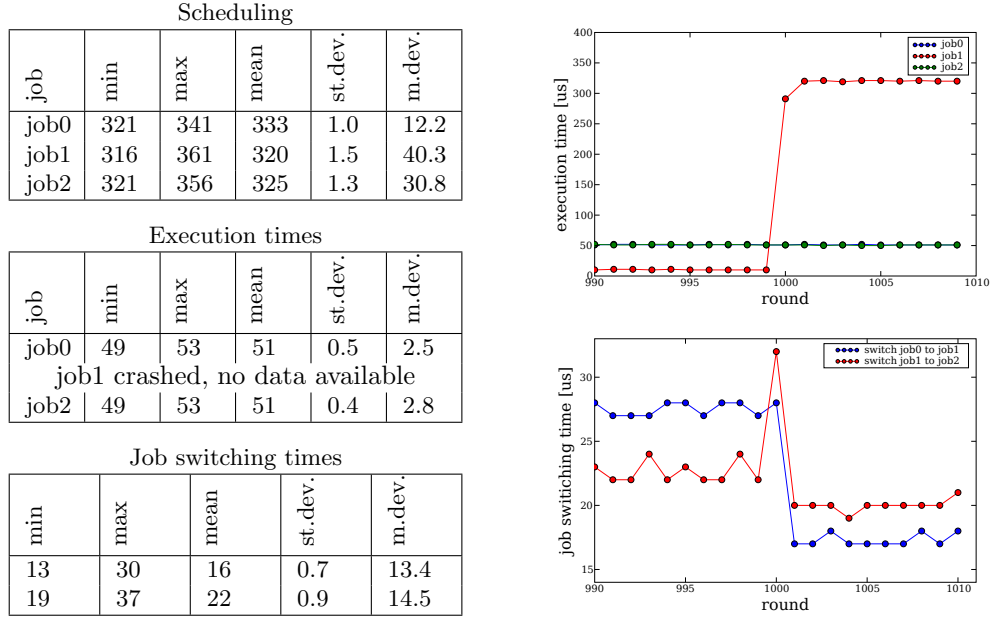 Scheduling
job min max mean st.dev. m.dev.
job0 321 341 333 1.0 12.2
job1 316 361 320 1.5 40.3
job2 321 356 325 1.3 30.8
Execution times
job min max mean st.dev. m.dev.
job0 49 53 51 0.5 2.5
job1 crashed, no data available
job2 49 53 51 0.4 2.8
Job switching times
min max mean st.dev. m.dev.
13 30 16 0.7 13.4
19 37 22 0.9 14.5
execution time [us]
400
350
300
250
200
150
100
50
0
990 995 1000 1005 1010
round
job0
job1
job2
job switiching time [us]
30
25
20
15
990 995 1000 1005 1010
round
switch job0 to job1
switch job1 to job2